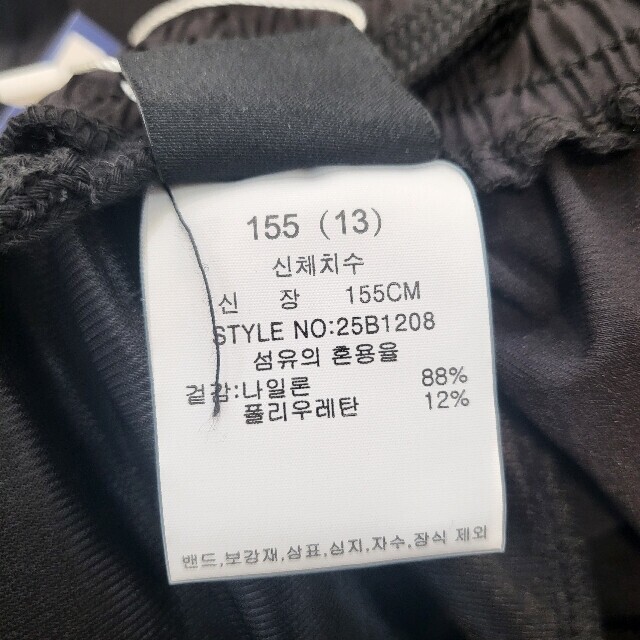 155 (13)
신체치수
신 장 155CM
STYLE NO:25B1208
섬유의 혼용율
겉감:나일론 88%
폴리우레탄 12%
밴드,보강재,상표,심지,자수,장식 제외